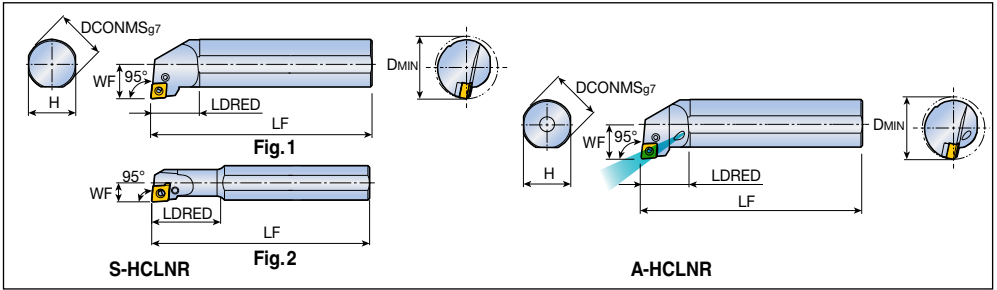 DCONMSg7
WF
95°
H
LDRED
LF
Fig.1
DMIN
WF
95°
LDRED
LF
Fig.2
S-HCLNR
DCONMSg7
WF
95°
H
LDRED
LF
DMIN
A-HCLNR